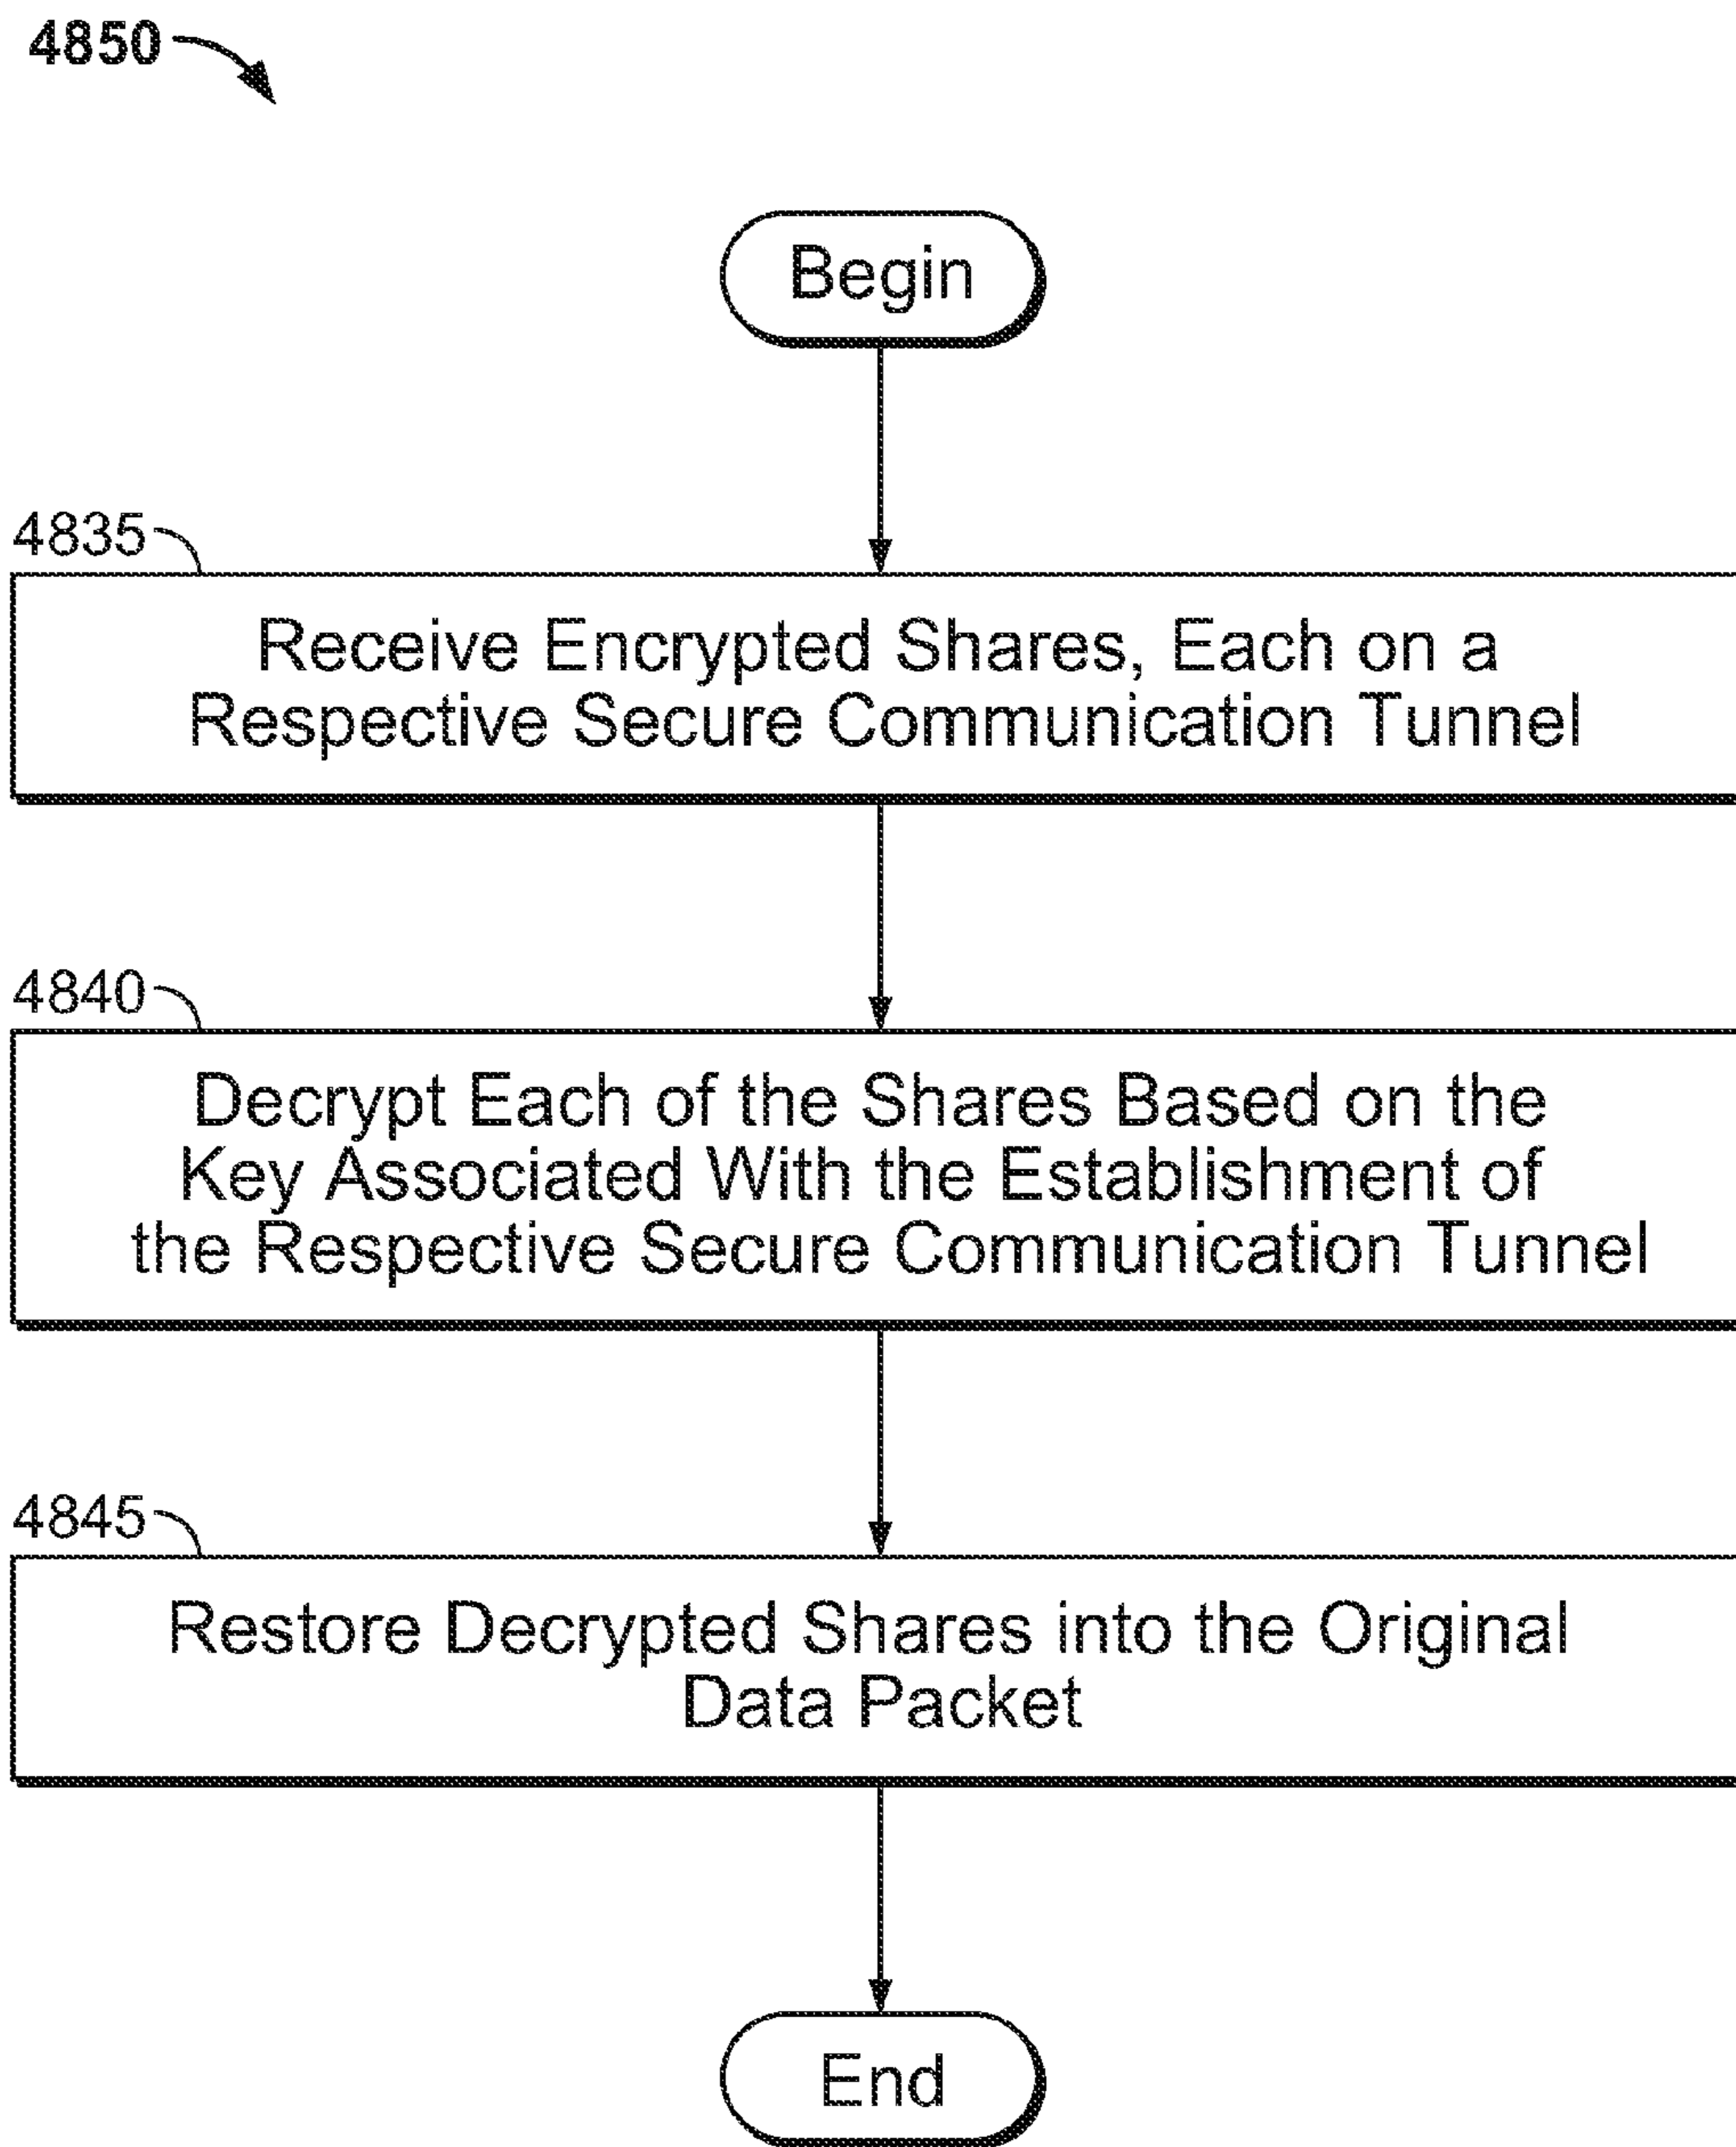 4850
Begin
4835
Receive Encrypted Shares, Each on a
Respective Secure Communication Tunnel
4840
Decrypt Each of the Shares Based on the
Key Associated With the Establishment of
the Respective Secure Communication Tunnel
4845
Restore Decrypted Shares into the Original
Data Packet
End